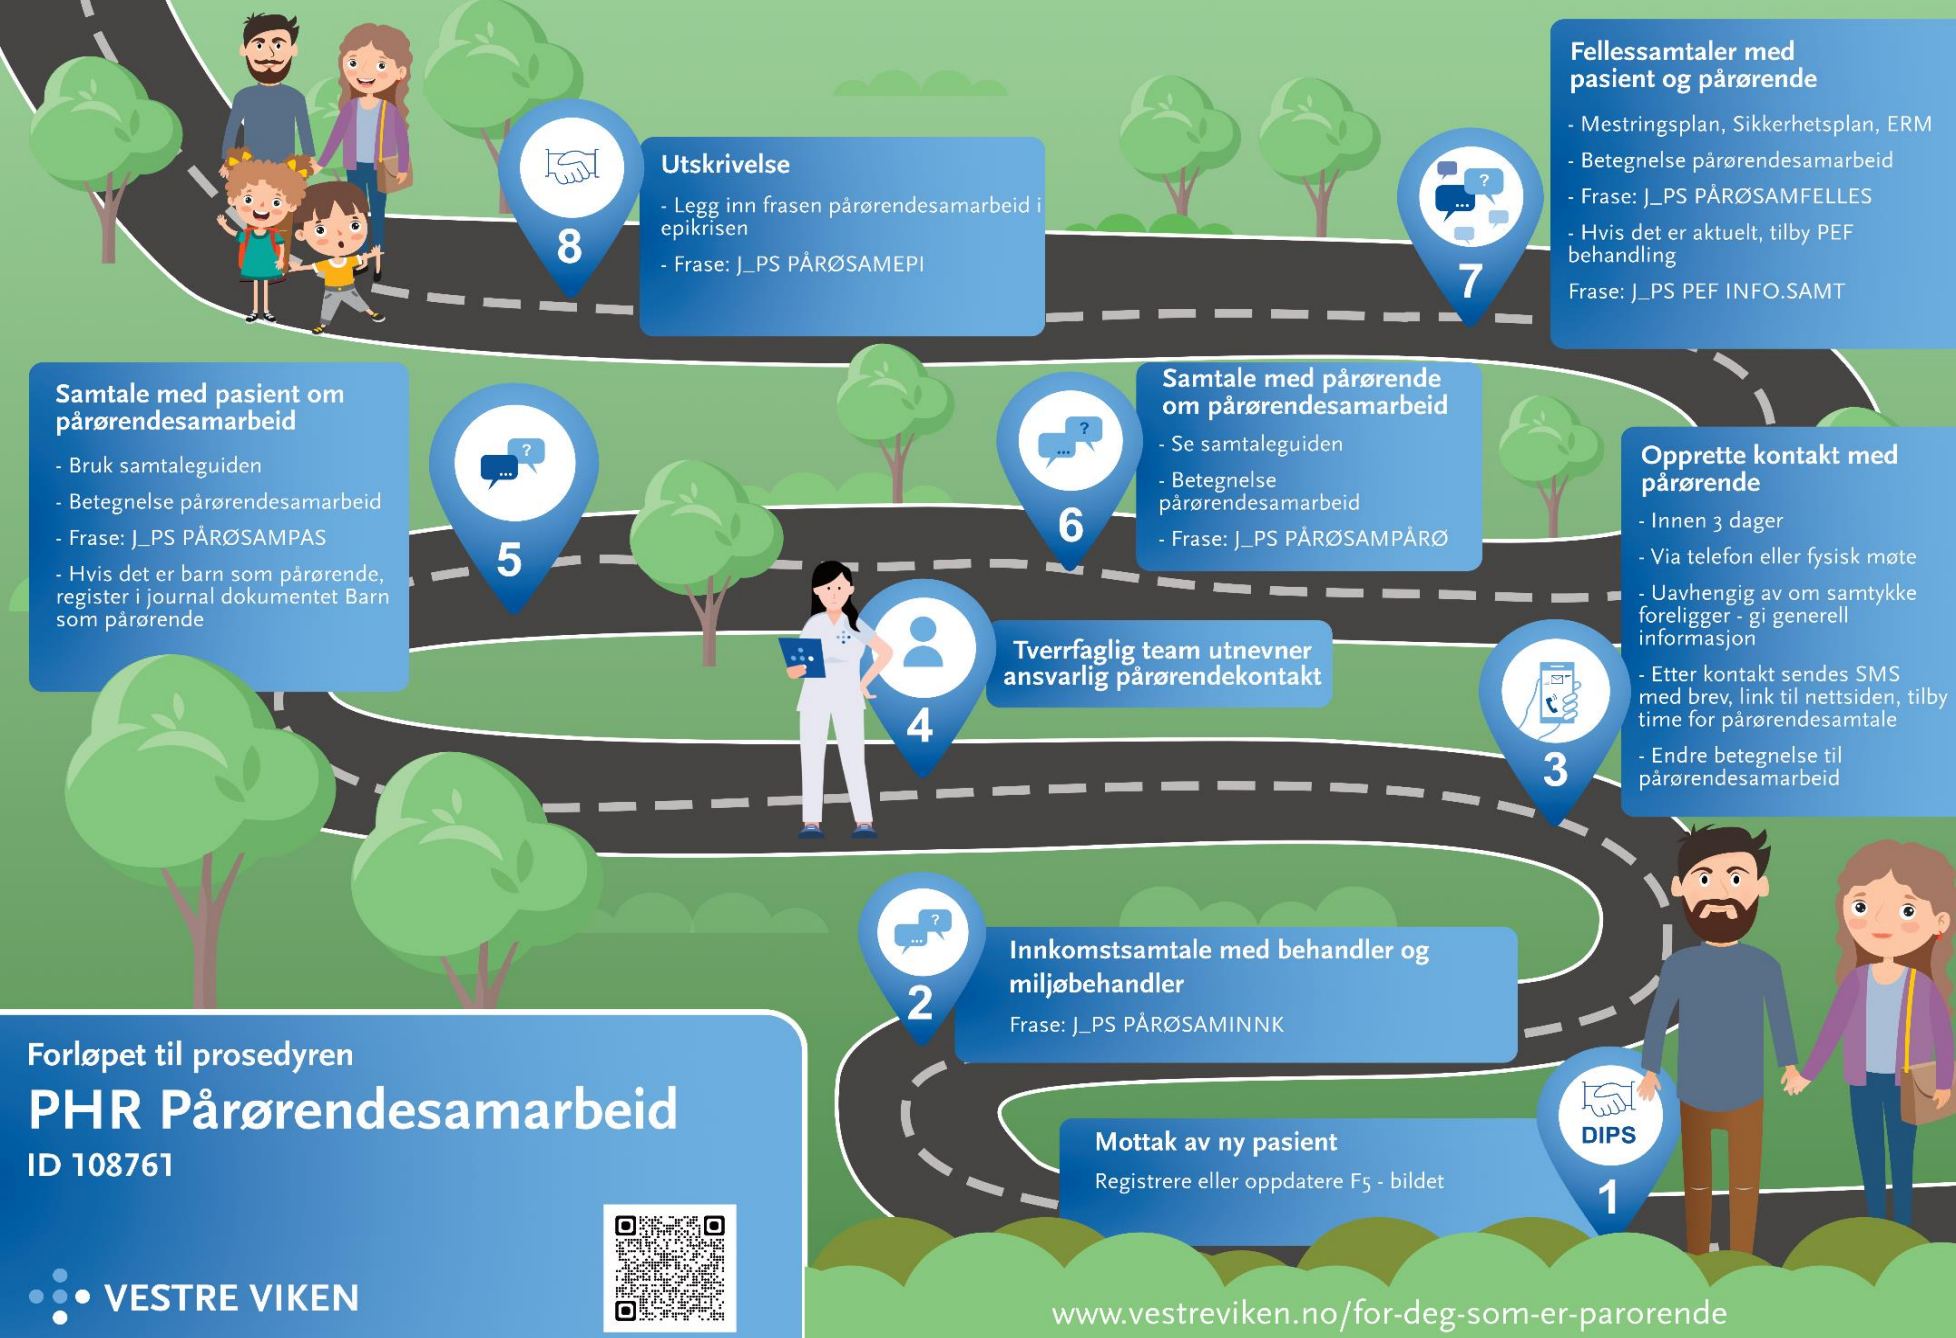 Forløpet til prosedyren
PHR Pårørendesamarbeid
ID 108761
VESTRE VIKEN
DIPS
1
Mottak av ny pasient
Registrere eller oppdatere F5 - bildet
?
...
2
Innkomstsamtale med behandler og
miljøbehandler
Frase: J_PS PÅRØSAMINNK
3
Opprette kontakt med
pårørende
- Innen 3 dager
- Via telefon eller fysisk møte
- Uavhengig av om samtykke
foreligger - gi generell
informasjon
- Etter kontakt sendes SMS
med brev, link til nettsiden, tilby
time for pårørendesamtale
- Endre betegnelse til
pårørendesamarbeid
4
Tverrfaglig team utnevner
ansvarlig pårørendekontakt
?
...
5
Samtale med pasient om
pårørendesamarbeid
- Bruk samtaleguiden
- Betegnelse pårørendesamarbeid
- Frase: J_PS PÅRØSAMPAS
- Hvis det er barn som pårørende,
register i journal dokumentet Barn
som pårørende
?
...
6
Samtale med pårørende
om pårørendesamarbeid
- Se samtaleguiden
- Betegnelse
pårørendesamarbeid
- Frase: J_PS PÅRØSAMPÅRØ
?
...
7
Fellessamtaler med
pasient og pårørende
- Mestringsplan, Sikkerhetsplan, ERM
- Betegnelse pårørendesamarbeid
- Frase: J_PS PÅRØSAMFELLES
- Hvis det er aktuelt, tilby PEF
behandling
Frase: J_PS PEF INFO.SAMT
8
Utskrivelse
- Legg inn frasen pårørendesamarbeid i
epikrisen
- Frase: J_PS PÅRØSAMEPI
www.vestreviken.no/for-deg-som-er-parorende